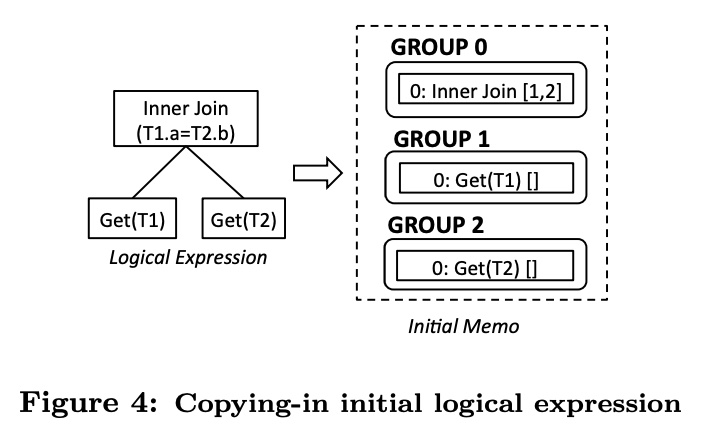 Inner Join
(T1.a=T2.b)
Get(T1)
Get(T2)
Logical Expression
GROUP 0
0: Inner Join [1,2]
GROUP 1
0: Get(T1) []
GROUP 2
0: Get(T2) []
Initial Memo
Figure 4: Copying-in initial logical expression